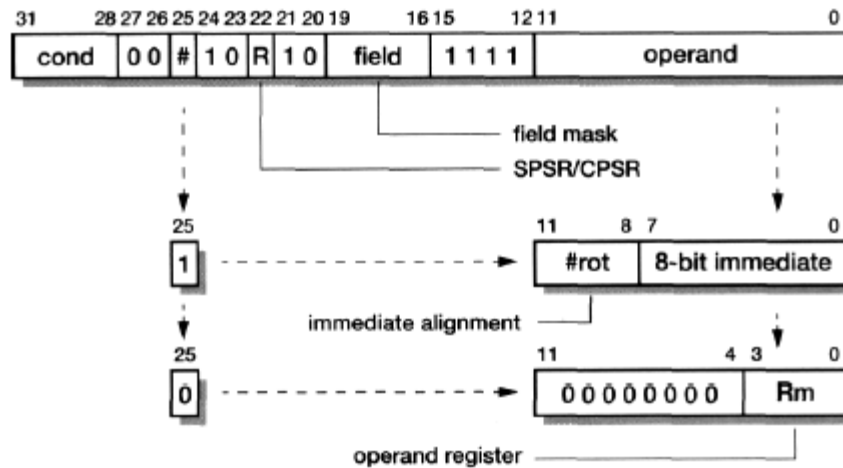 31 28 27 26 25 24 23 22 21 20 19 16 15 12 11 0
cond 0 0 # 1 0 R 1 0 field 1 1 1 1 operand
field mask
SPSR/CPSR
25 11 8 7 0
1 #rot 8-bit immediate
immediate alignment
25 11 4 3 0
0 0 0 0 0 0 0 0 0 Rm
operand register